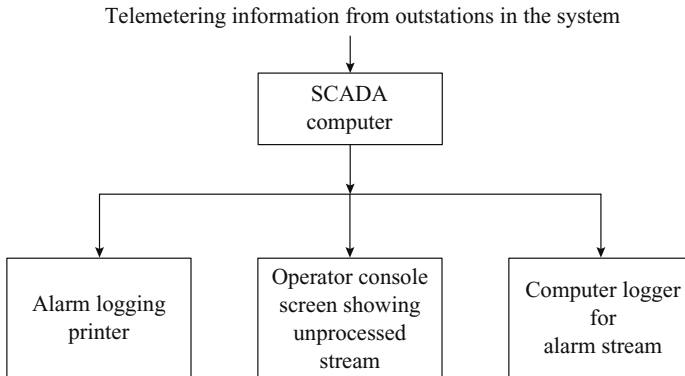 Telemetering information from outstations in the system
SCADA
computer
Alarm logging
printer
Operator console
screen showing
unprocessed
stream
Computer logger
for
alarm stream